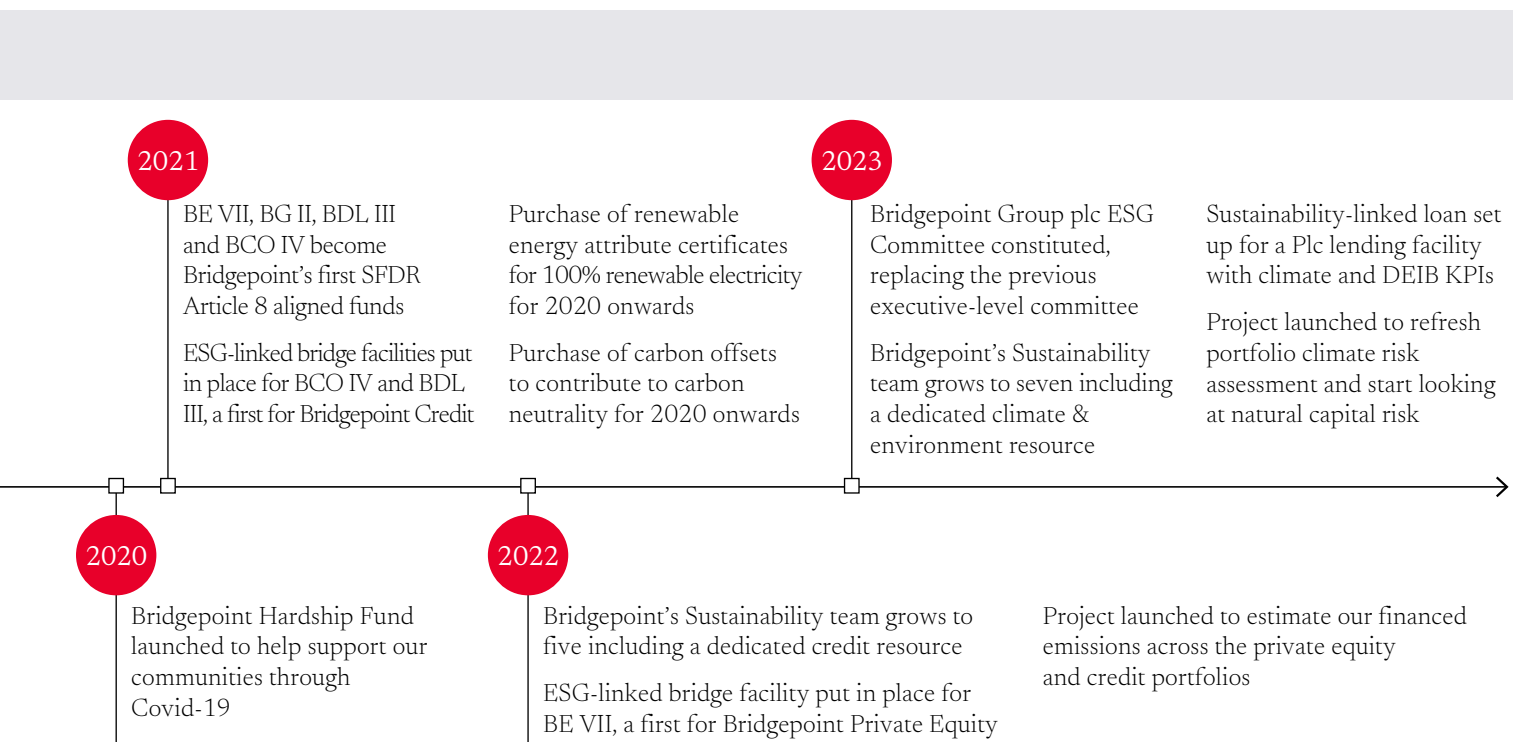 2021
BE VII, BG II, BDL III
and BCO IV become
Bridgepoint's first SFDR
Article 8 aligned funds
ESG-linked bridge facilities put
in place for BCO IV and BDL
III, a first for Bridgepoint Credit
Purchase of renewable
energy attribute certificates
for 100% renewable electricity
for 2020 onwards
Purchase of carbon offsets
to contribute to carbon
neutrality for 2020 onwards
2023
Bridgepoint Group plc ESG
Committee constituted,
replacing the previous
executive-level committee
Bridgepoint's Sustainability
team grows to seven including
a dedicated climate &
environment resource
Sustainability-linked loan set
up for a Plc lending facility
with climate and DEIB KPIs
Project launched to refresh
portfolio climate risk
assessment and start looking
at natural capital risk
2020
Bridgepoint Hardship Fund
launched to help support our
communities through
Covid-19
2022
Bridgepoint's Sustainability team grows to
five including a dedicated credit resource
ESG-linked bridge facility put in place for
BE VII, a first for Bridgepoint Private Equity
Project launched to estimate our financed
emissions across the private equity
and credit portfolios